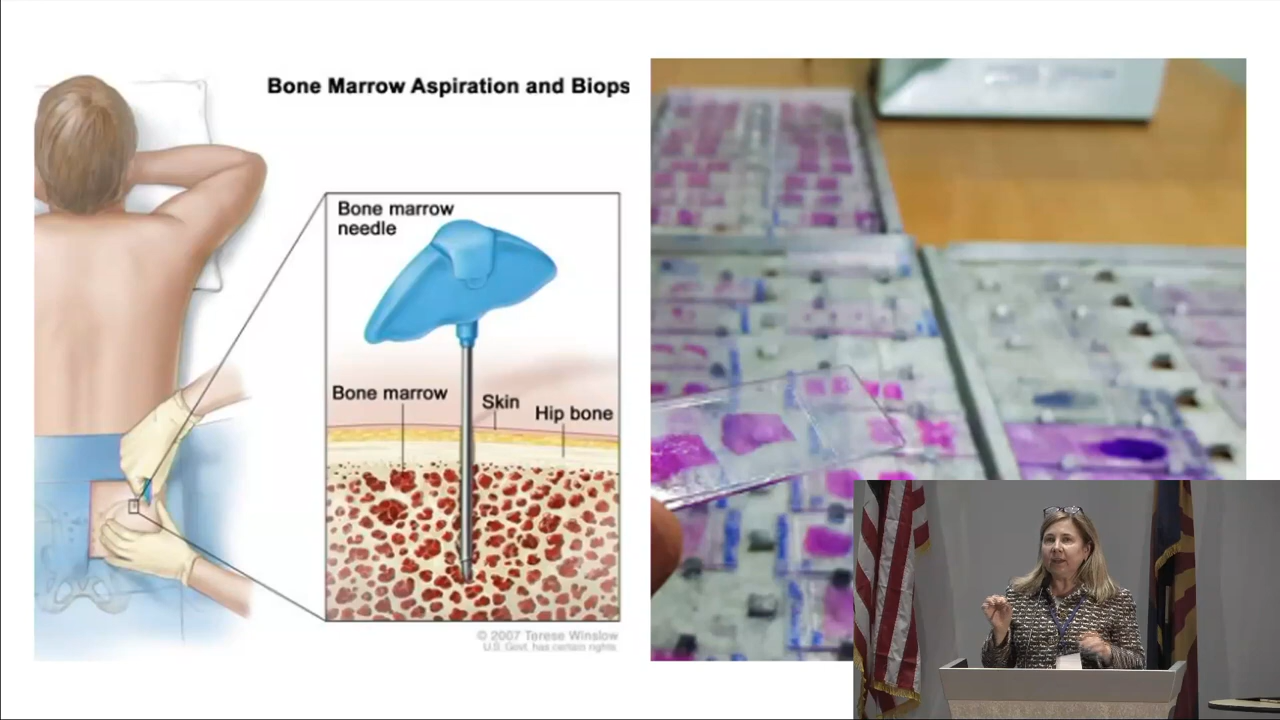 Bone Marrow Aspiration and Biops
Bone marrow
needle
Bone marrow
Skin
Hip bone
© 2007 Terese Winslow
U.S. Govt. has certain rights.